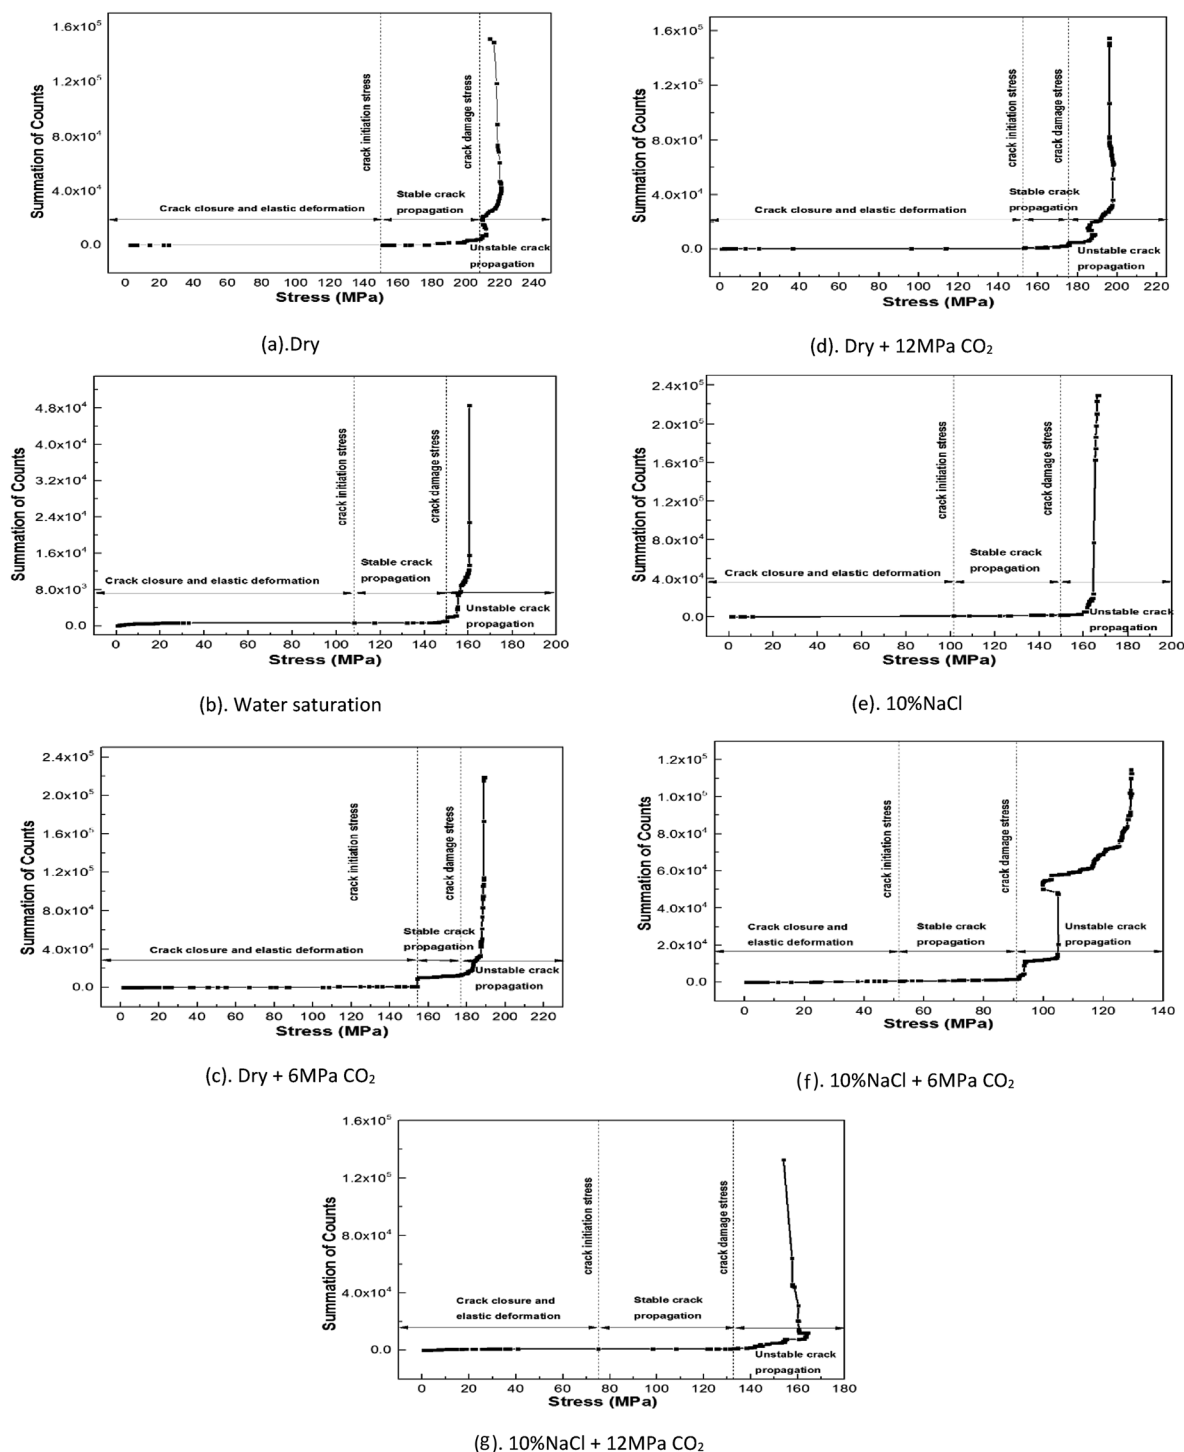 Summation of Counts
1.6x10⁵
1.2x10⁵
8.0x10⁴
4.0x10⁴
0.0
crack initiation stress
crack damage stress
Crack closure and elastic deformation
Stable crack
propagation
Unstable crack
propagation
0 20 40 60 80 100 120 140 160 180 200 220 240
Stress (MPa)
(a).Dry
Summation of Counts
1.6x10⁵
1.2x10⁵
8.0x10⁴
4.0x10⁴
0.0
crack initiation stress
crack damage stress
Crack closure and elastic deformation
Stable crack
propagation
Unstable crack
propagation
0 20 40 60 80 100 120 140 160 180 200 220
Stress (MPa)
(d). Dry + 12MPa CO₂
Summation of Counts
4.8x10⁴
4.0x10⁴
3.2x10⁴
2.4x10⁴
1.6x10⁴
8.0x10³
0.0
crack initiation stress
crack damage stress
Crack closure and elastic deformation
Stable crack
propagation
Unstable crack
propagation
0 20 40 60 80 100 120 140 160 180 200
Stress (MPa)
(b). Water saturation
Summation of Counts
2.4x10⁵
2.0x10⁵
1.6x10⁵
1.2x10⁵
8.0x10⁴
4.0x10⁴
0.0
crack initiation stress
crack damage stress
Crack closure and elastic deformation
Stable crack
propagation
Unstable crack
propagation
0 20 40 60 80 100 120 140 160 180 200
Stress (MPa)
(e). 10%NaCl
Summation of Counts
2.4x10⁵
2.0x10⁵
1.6x10⁵
1.2x10⁵
8.0x10⁴
4.0x10⁴
0.0
crack initiation stress
crack damage stress
Crack closure and elastic deformation
Stable crack
propagation
Unstable crack
propagation
0 20 40 60 80 100 120 140 160 180 200 220
Stress (MPa)
(c). Dry + 6MPa CO₂
Summation of Counts
1.2x10⁵
1.0x10⁵
8.0x10⁴
6.0x10⁴
4.0x10⁴
2.0x10⁴
0.0
crack initiation stress
crack damage stress
Crack closure and
elastic deformation
Stable crack
propagation
Unstable crack
propagation
0 20 40 60 80 100 120 140
Stress (MPa)
(f). 10%NaCl + 6MPa CO₂
Summation of Counts
1.6x10⁵
1.2x10⁵
8.0x10⁴
4.0x10⁴
0.0
crack initiation stress
crack damage stress
Crack closure and
elastic deformation
Stable crack
propagation
Unstable crack
propagation
0 20 40 60 80 100 120 140 160 180
Stress (MPa)
(g). 10%NaCl + 12MPa CO₂